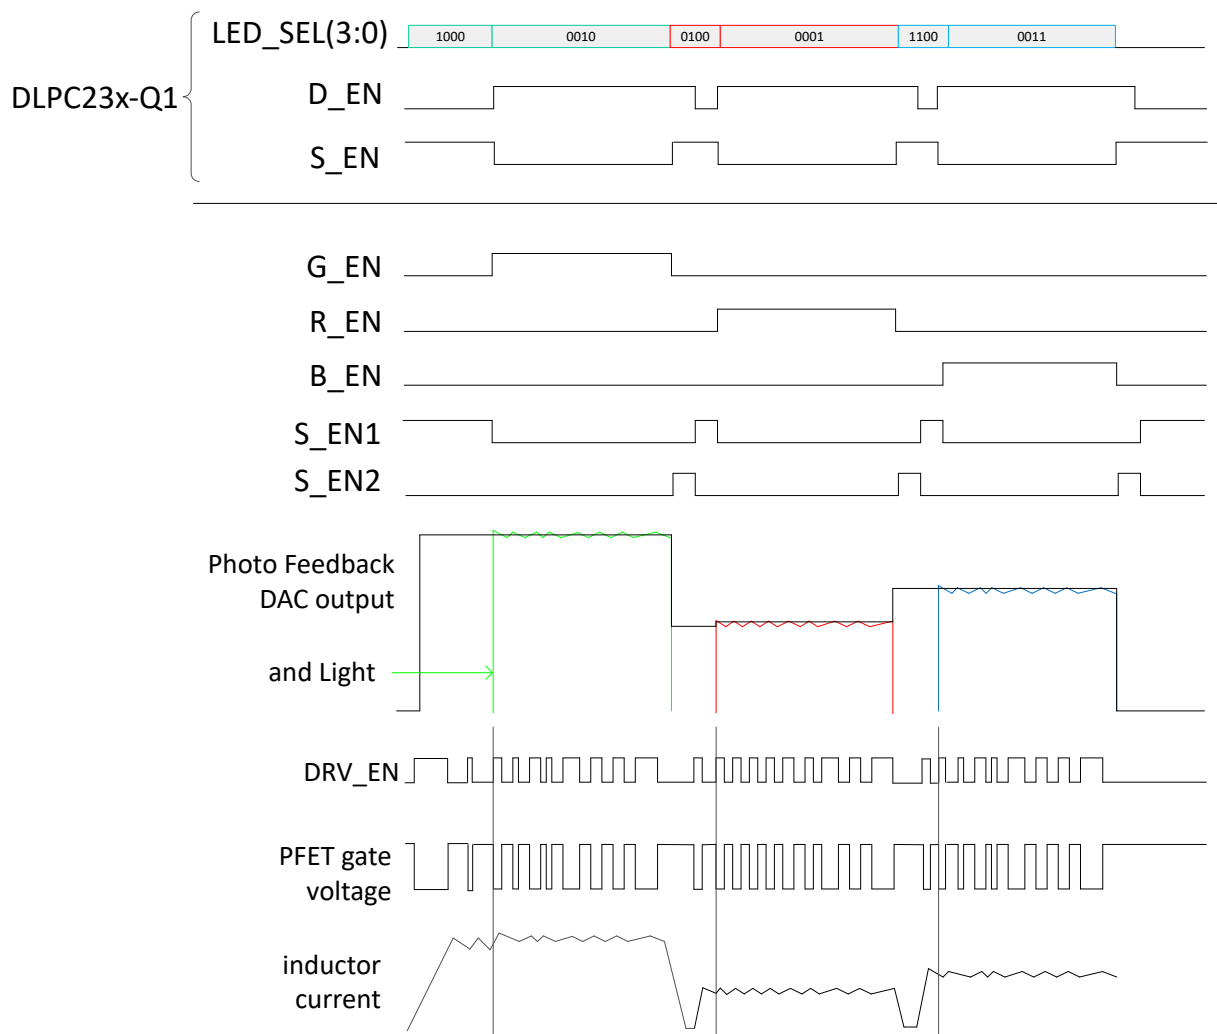 LED_SEL(3:0)
1000 0010 0100 0001 1100 0011
DLPC23x-Q1
D_EN
S_EN
G_EN
R_EN
B_EN
S_EN1
S_EN2
Photo Feedback
DAC output
and Light
DRV_EN
PFET gate
voltage
inductor
current